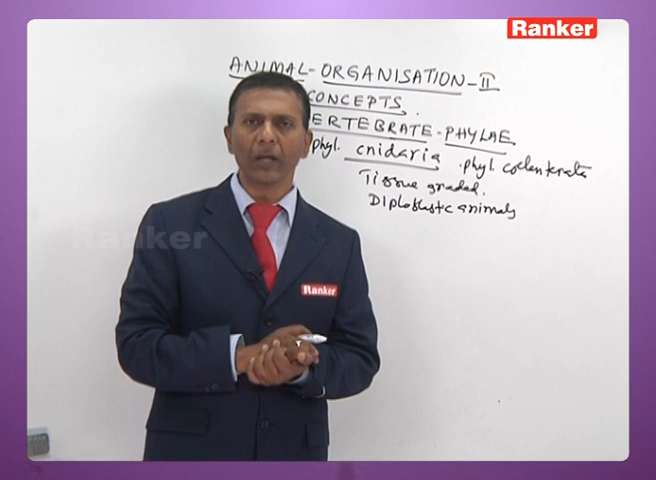 Ranker
ANIMAL-ORGANISATION-II
CONCEPTS.
ERTEBRATE-PHYLAE
phyl. cnidaria .phyl coelenterata
Tissue graded.
Diploblastic animals
Ranker
Ranker